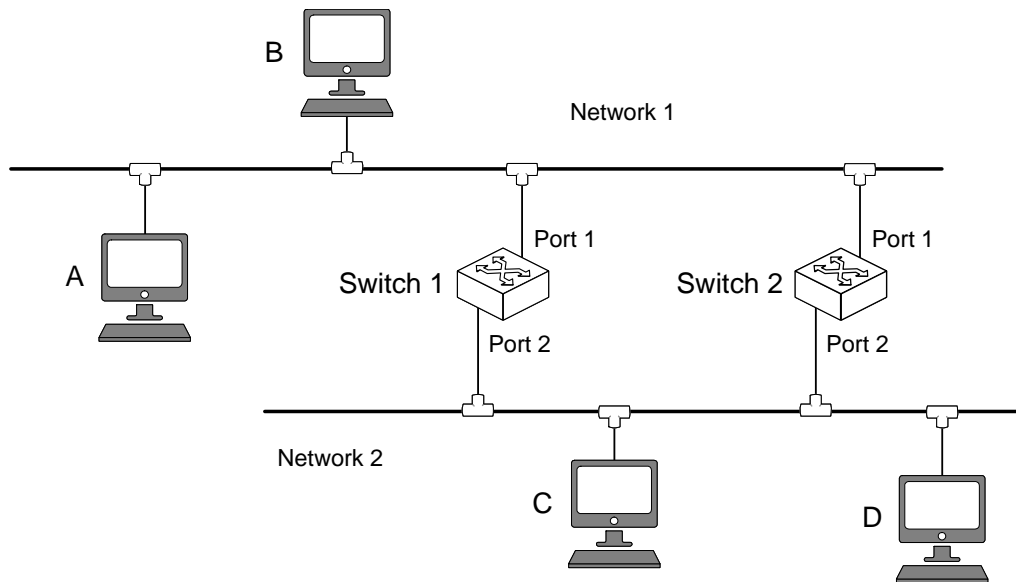 B
Network 1
A
Port 1
Port 1
Switch 1
Switch 2
Port 2
Port 2
Network 2
C
D